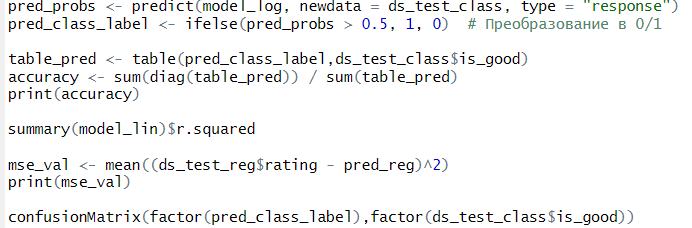 pred_probs <- predict(model_log, newdata = ds_test_class, type = "response")
pred_class_label <- ifelse(pred_probs > 0.5, 1, 0)  # Преобразование в 0/1
table_pred <- table(pred_class_label,ds_test_class$is_good)
accuracy <- sum(diag(table_pred)) / sum(table_pred)
print(accuracy)
summary(model_lin)$r.squared
mse_val <- mean((ds_test_reg$rating - pred_reg)^2)
print(mse_val)
confusionMatrix(factor(pred_class_label),factor(ds_test_class$is_good))